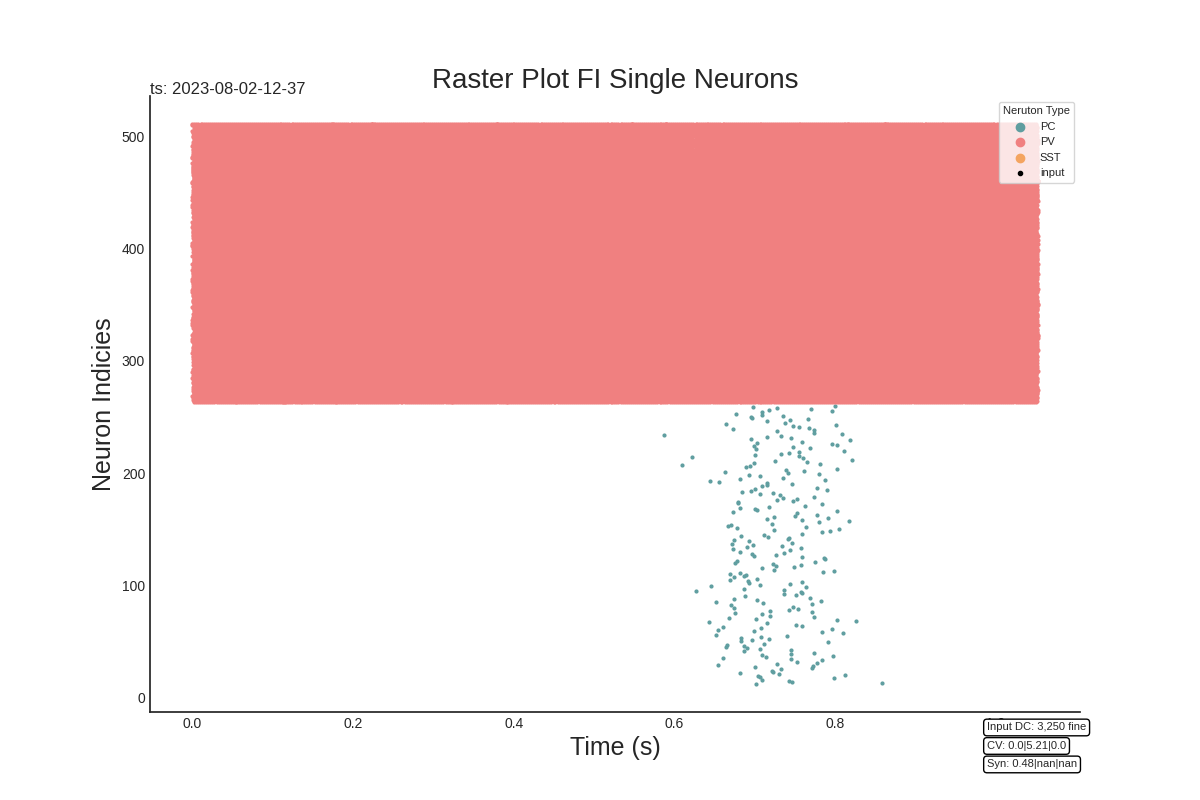 Raster Plot FI Single Neurons
ts: 2023-08-02-12-37
Neruton Type
PC
PV
SST
input
500
400
300
200
100
0
Neuron Indicies
0.0 0.2 0.4 0.6 0.8
Time (s)
Input DC: 3,250 fine
CV: 0.0|5.21|0.0
Syn: 0.48|nan|nan